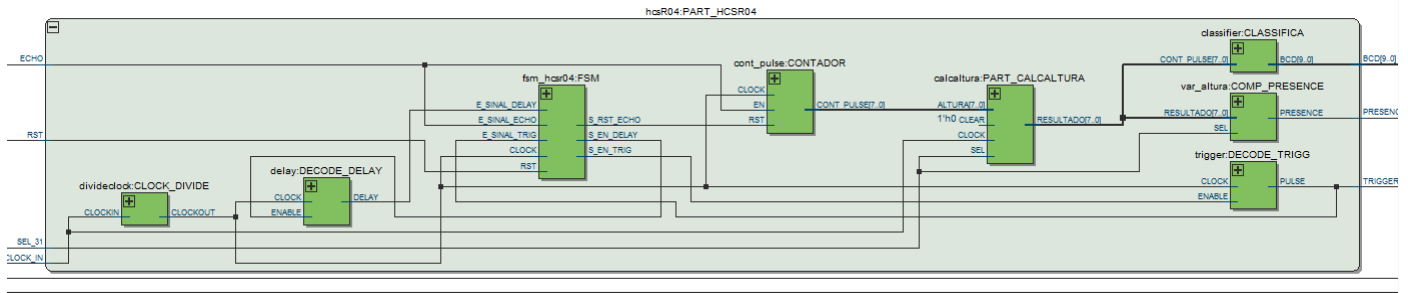 hcsR04:PART_HCSR04
classifier:CLASSIFICA
ECHO
CONT_PULSE[7..0]
BCD[9..0]
BCD[9..0]
cont_pulse:CONTADOR
fsm_hcsr04:FSM
calcaltura:PART_CALCALTURA
var_altura:COMP_PRESENCE
CLOCK
E_SINAL_DELAY
EN
CONT_PULSE[7..0]
ALTURA[7..0]
RESULTADO[7..0]
PRESENCE
PRESENC
E_SINAL_ECHO
S_RST_ECHO
RST
1'h0 CLEAR
RESULTADO[7..0]
SEL
RST
E_SINAL_TRIG
S_EN_DELAY
CLOCK
CLOCK
S_EN_TRIG
SEL
trigger:DECODE_TRIGG
RST
delay:DECODE_DELAY
CLOCK
PULSE
TRIGGER
divideclock:CLOCK_DIVIDE
CLOCK
DELAY
ENABLE
CLOCKIN
CLOCKOUT
ENABLE
SEL_31
CLOCK_IN